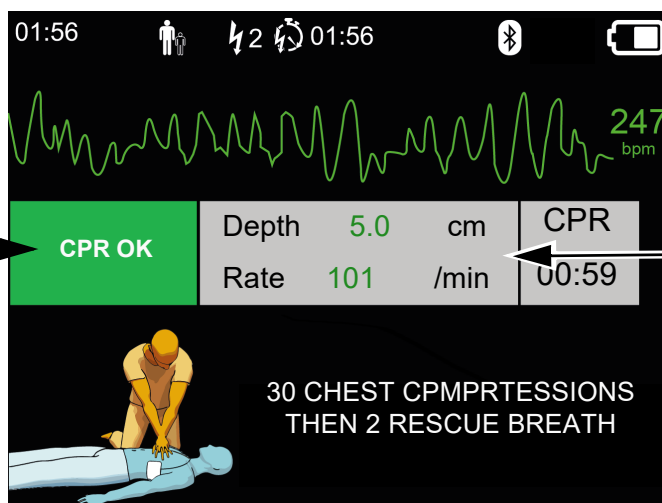 01:56 2 01:56
247
bpm
CPR OK
Depth 5.0 cm
Rate 101 /min
CPR
00:59
30 CHEST CPMPRTESSIONS
THEN 2 RESCUE BREATH